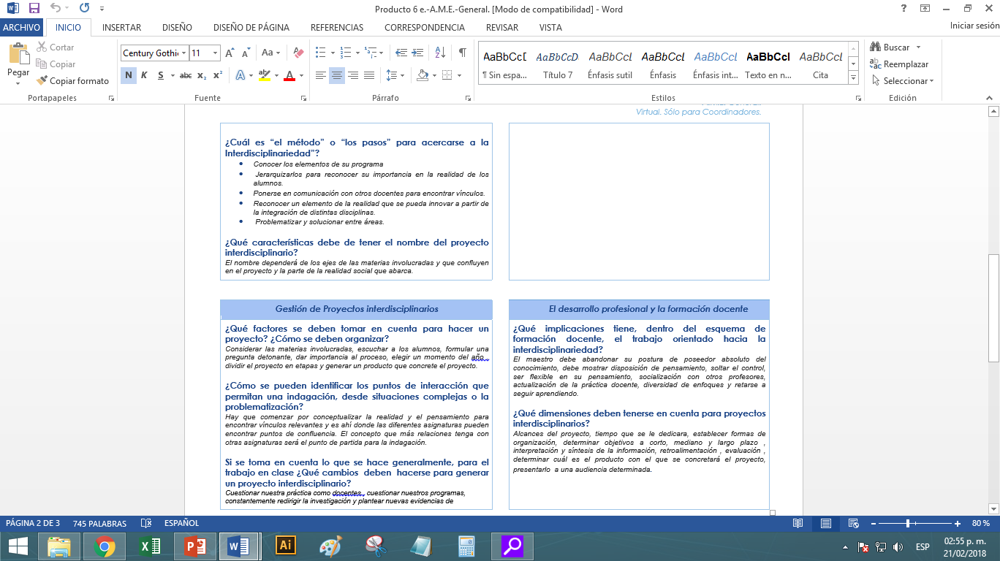 Producto 6 e.-A.M.E.-General. [Modo de compatibilidad] - Word
ARCHIVO INICIO INSERTAR DISEÑO DISEÑO DE PÁGINA REFERENCIAS CORRESPONDENCIA REVISAR VISTA Iniciar sesión
Pegar
Cortar
Copiar
Copiar formato
Portapapeles
Century Gothi 11
N K S abc x₂ x²
Fuente
Párrafo
AaBbCcD AaBbCcD AaBbCcL AaBbCcL AaBbCcL AaBbCcl AaBbCcL
¶ Sin espa... Título 7 Énfasis sutil Énfasis Énfasis int... Texto en n... Cita
Estilos
Buscar
Reemplazar
Seleccionar
Edición
Virtual. Sólo para Coordinadores.
¿Cuál es “el método” o “los pasos” para acercarse a la
Interdisciplinariedad”?
• Conocer los elementos de su programa
• Jerarquizarlos para reconocer su importancia en la realidad de los
alumnos.
• Ponerse en comunicación con otros docentes para encontrar vínculos.
• Reconocer un elemento de la realidad que se pueda innovar a partir de
la integración de distintas disciplinas.
• Problematizar y solucionar entre áreas.
¿Qué características debe de tener el nombre del proyecto
interdisciplinario?
El nombre dependerá de los ejes de las materias involucradas y que confluyen
en el proyecto y la parte de la realidad social que abarca.
Gestión de Proyectos interdisciplinarios
¿Qué factores se deben tomar en cuenta para hacer un
proyecto? ¿Cómo se deben organizar?
Considerar las materias involucradas, escuchar a los alumnos, formular una
pregunta detonante, dar importancia al proceso, elegir un momento del año ,
dividir el proyecto en etapas y generar un producto que concrete el proyecto.
¿Cómo se pueden identificar los puntos de interacción que
permitan una indagación, desde situaciones complejas o la
problematización?
Hay que comenzar por conceptualizar la realidad y el pensamiento para
encontrar vínculos relevantes y es ahí donde las diferentes asignaturas pueden
encontrar puntos de confluencia. El concepto que más relaciones tenga con
otras asignaturas será el punto de partida para la indagación.
Si se toma en cuenta lo que se hace generalmente, para el
trabajo en clase ¿Qué cambios deben hacerse para generar
un proyecto interdisciplinario?
Cuestionar nuestra práctica como docentes , cuestionar nuestros programas,
constantemente redirigir la investigación y plantear nuevas evidencias de
El desarrollo profesional y la formación docente
¿Qué implicaciones tiene, dentro del esquema de
formación docente, el trabajo orientado hacia la
interdisciplinariedad?
El maestro debe abandonar su postura de poseedor absoluto del
conocimiento, debe mostrar disposición de pensamiento, soltar el control,
ser flexible en su pensamiento, socialización con otros profesores,
actualización de la práctica docente, diversidad de enfoques y retarse a
seguir aprendiendo.
¿Qué dimensiones deben tenerse en cuenta para proyectos
interdisciplinarios?
Alcances del proyecto, tiempo que se le dedicara, establecer formas de
organización, determinar objetivos a corto, mediano y largo plazo ,
interpretación y síntesis de la información, retroalimentación , evaluación ,
determinar cuál es el producto con el que se concretará el proyecto,
presentarlo a una audiencia determinada.
PÁGINA 2 DE 3 745 PALABRAS ESPAÑOL 80 %
ESP
02:55 p. m.
21/02/2018